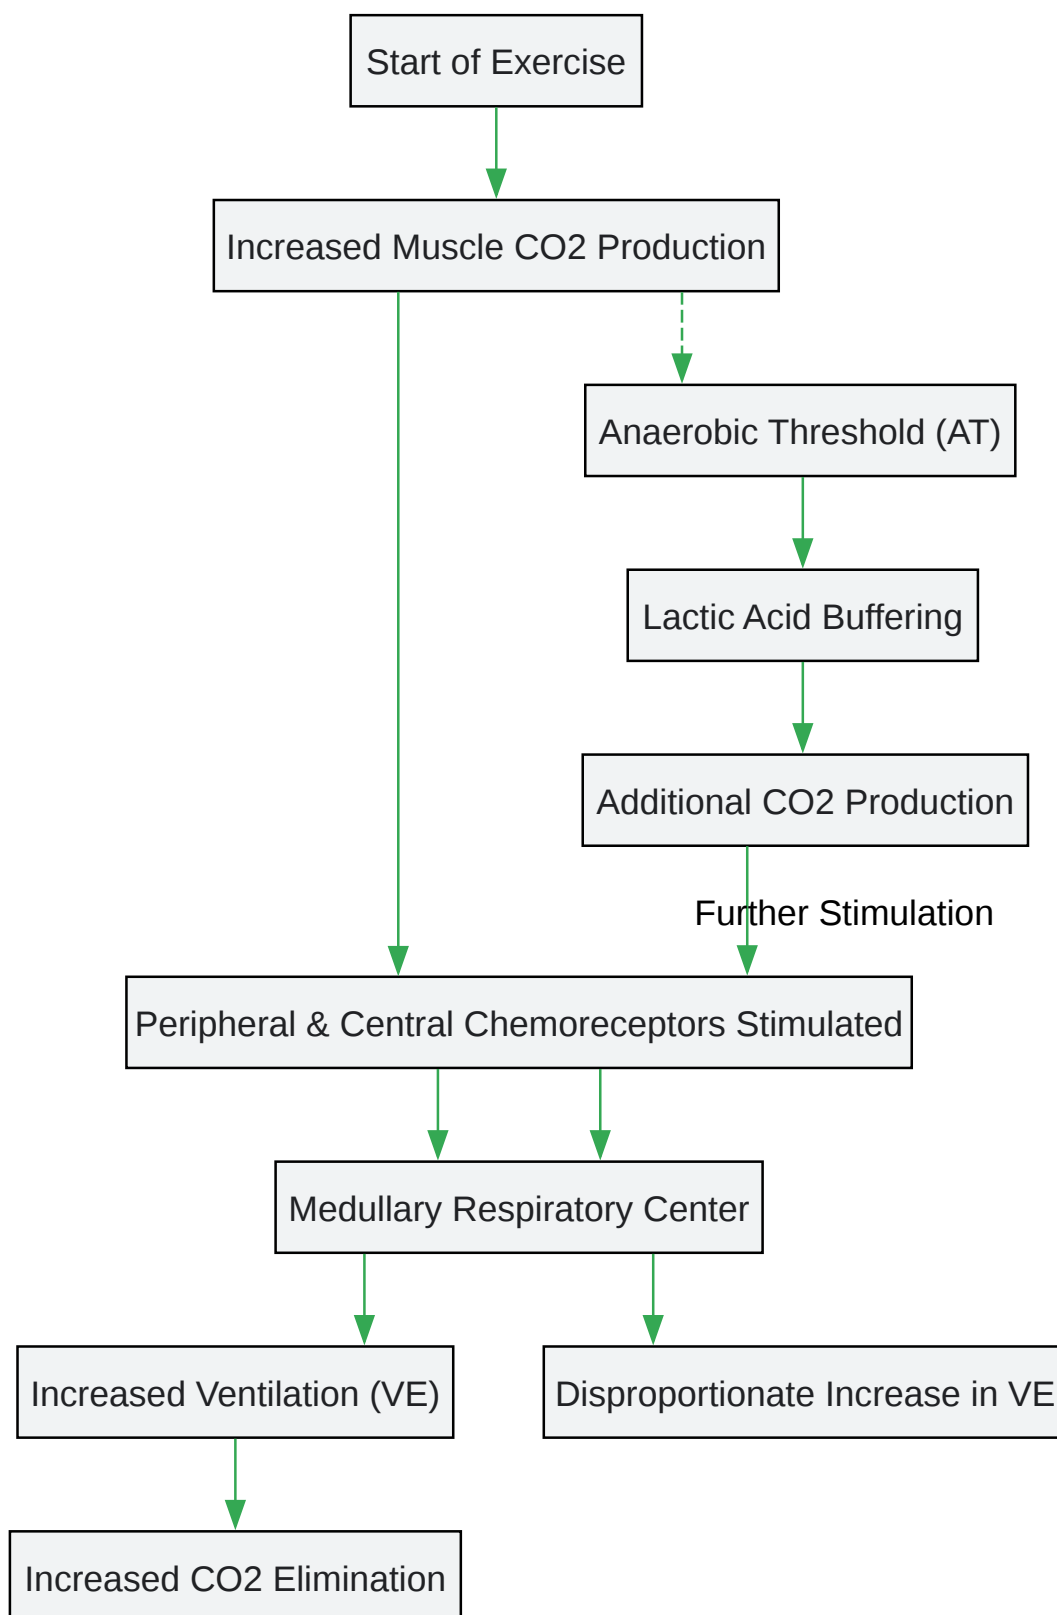 Start of Exercise
Increased Muscle CO2 Production
Anaerobic Threshold (AT)
Lactic Acid Buffering
Additional CO2 Production
Further Stimulation
Peripheral & Central Chemoreceptors Stimulated
Medullary Respiratory Center
Increased Ventilation (VE)
Disproportionate Increase in VE
Increased CO2 Elimination